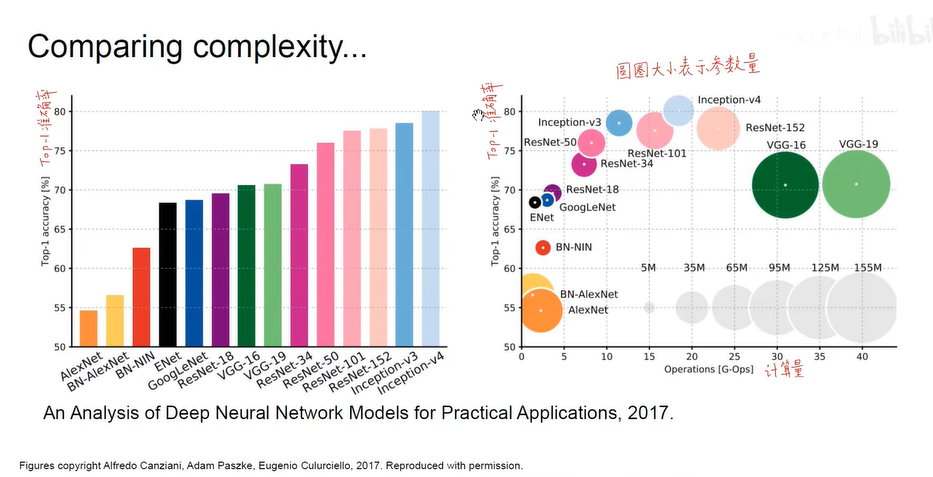 Comparing complexity...
bilibili
圆圈大小表示参数量
Top-1 准确率
Top-1 accuracy [%]
80
75
70
65
60
55
50
AlexNet
BN-AlexNet
BN-NIN
ENet
GoogLeNet
ResNet-18
VGG-16
VGG-19
ResNet-34
ResNet-50
ResNet-101
ResNet-152
Inception-v3
Inception-v4
Top-1 准确率
Top-1 accuracy [%]
80
75
70
65
60
55
50
Inception-v4
Inception-v3
ResNet-152
ResNet-50
ResNet-101
VGG-16
VGG-19
ResNet-34
ResNet-18
GoogLeNet
ENet
BN-NIN
5M
35M
65M
95M
125M
155M
BN-AlexNet
AlexNet
0
5
10
15
20
25
30
35
40
Operations [G-Ops]
计算量
An Analysis of Deep Neural Network Models for Practical Applications, 2017.
Figures copyright Alfredo Canziani, Adam Paszke, Eugenio Culurciello, 2017. Reproduced with permission.